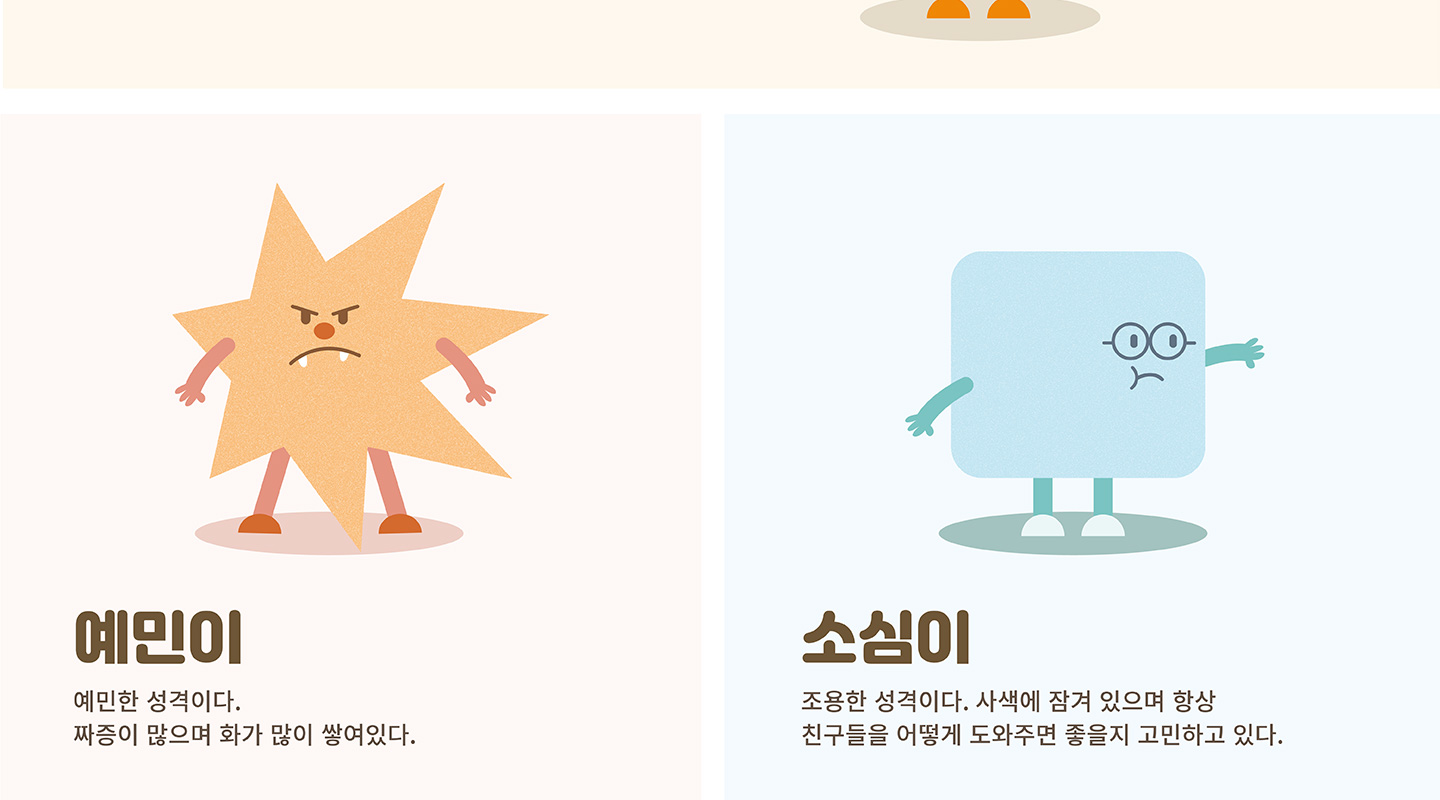 예민이
예민한 성격이다.
짜증이 많으며 화가 많이 쌓여있다.
소심이
조용한 성격이다. 사색에 잠겨 있으며 항상
친구들을 어떻게 도와주면 좋을지 고민하고 있다.